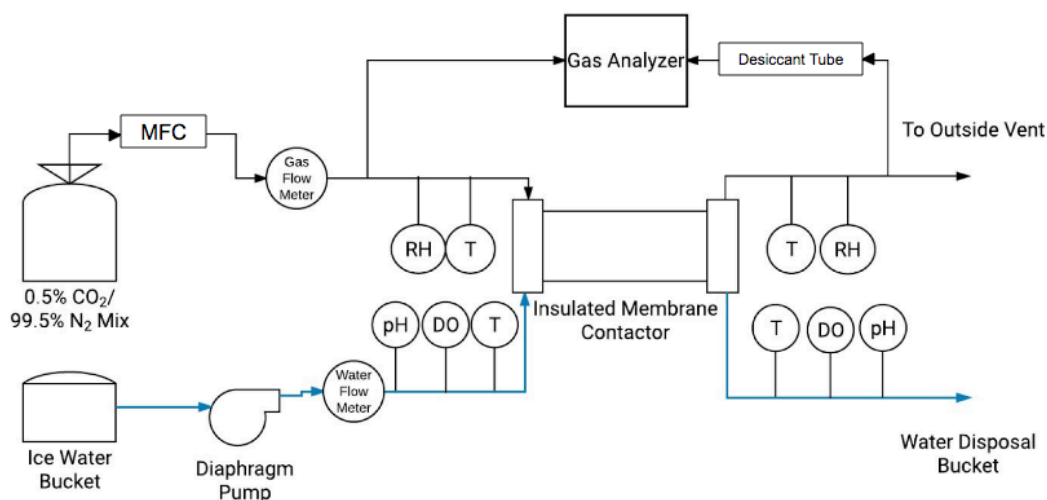 Gas Analyzer
Desiccant Tube
MFC
To Outside Vent
Gas
Flow
Meter
RH
T
T
RH
0.5% CO₂/
99.5% N₂ Mix
Insulated Membrane
Contactor
pH
DO
T
T
DO
pH
Water
Flow
Meter
Ice Water
Bucket
Diaphragm
Pump
Water Disposal
Bucket